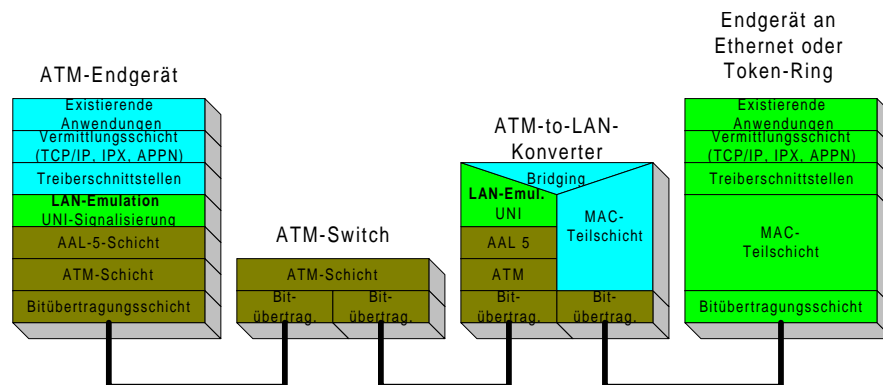 ATM-Endgerät
Existierende
Anwendungen
Vermittlungsschicht
(TCP/IP, IPX, APPN)
Treiberschnittstellen
LAN-Emulation
UNI-Signalisierung
AAL-5-Schicht
ATM-Schicht
Bitübertragungsschicht
ATM-Switch
ATM-Schicht
Bit-
übertrag.
Bit-
übertrag.
ATM-to-LAN-
Konverter
Bridging
LAN-Emul.
UNI
MAC-
Teilschicht
AAL 5
ATM
Bit-
übertrag.
Bit-
übertrag.
Endgerät an
Ethernet oder
Token-Ring
Existierende
Anwendungen
Vermittlungsschicht
(TCP/IP, IPX, APPN)
Treiberschnittstellen
MAC-
Teilschicht
Bitübertragungsschicht